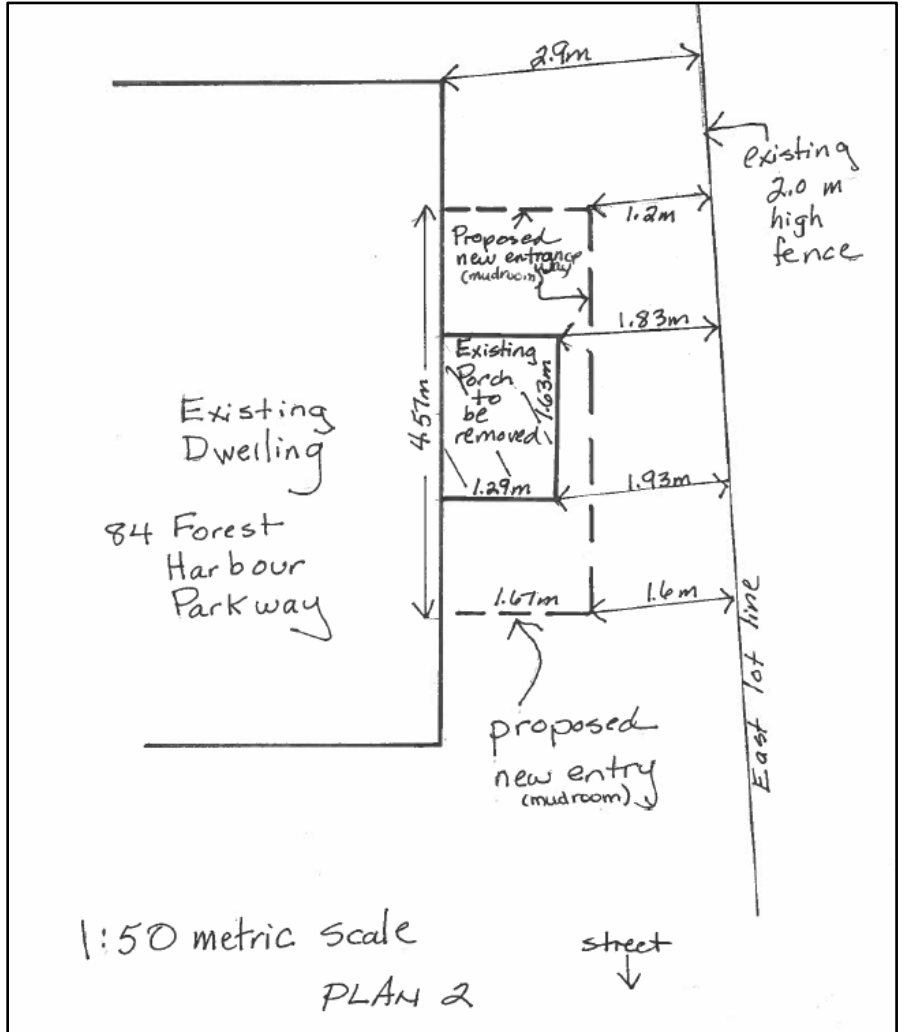 2.9m
existing
2.0 m
high
fence
1.2m
Proposed
new entrance
way
(mudroom)
1.83m
Existing
Porch
to
be
removed
1.63m
4.57m
Existing
Dwelling
1.29m
1.93m
84 Forest
Harbour
Parkway
1.67m
1.6m
East lot line
proposed
new entry
(mudroom)
1:50 metric scale
street
PLAN 2